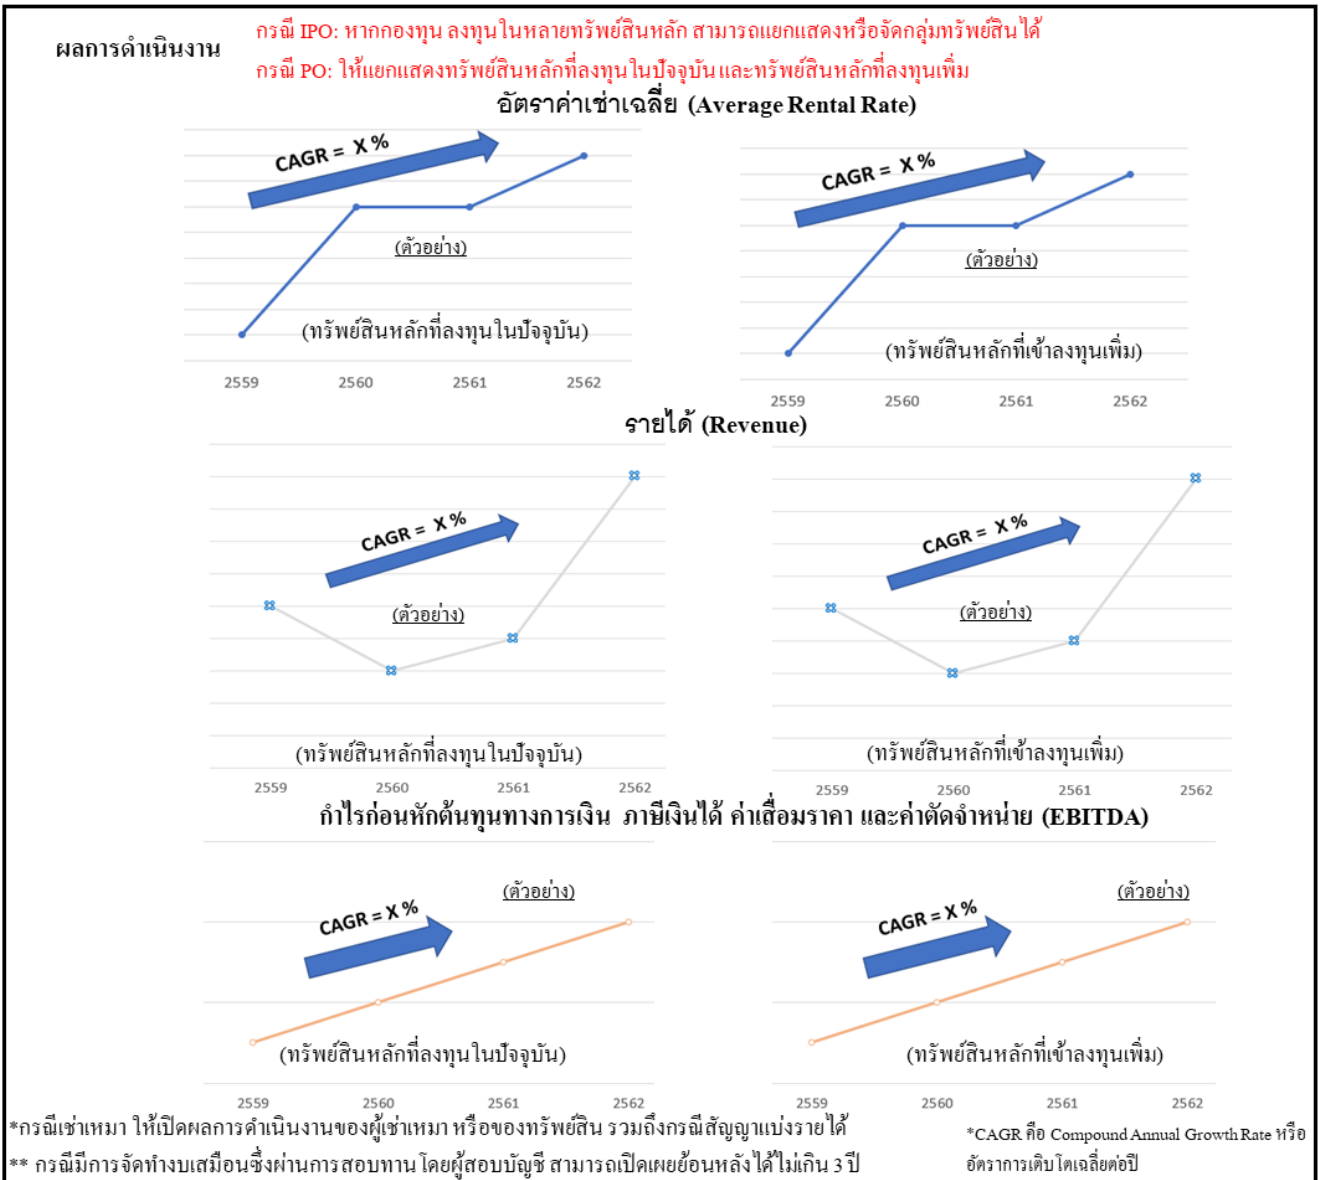 ผลการดำเนินงาน
กรณี IPO: หากกองทุน ลงทุนในหลายทรัพย์สินหลัก สามารถแยกแสดงหรือจัดกลุ่มทรัพย์สินได้
กรณี PO: ให้แยกแสดงทรัพย์สินหลักที่ลงทุนในปัจจุบัน และทรัพย์สินหลักที่ลงทุนเพิ่ม
อัตราค่าเช่าเฉลี่ย (Average Rental Rate)
CAGR = X %
(ตัวอย่าง)
(ทรัพย์สินหลักที่ลงทุนในปัจจุบัน)
2559 2560 2561 2562
CAGR = X %
(ตัวอย่าง)
(ทรัพย์สินหลักที่เข้าลงทุนเพิ่ม)
2559 2560 2561 2562
รายได้ (Revenue)
CAGR = X %
(ตัวอย่าง)
(ทรัพย์สินหลักที่ลงทุนในปัจจุบัน)
2559 2560 2561 2562
CAGR = X %
(ตัวอย่าง)
(ทรัพย์สินหลักที่เข้าลงทุนเพิ่ม)
2559 2560 2561 2562
กำไรก่อนหักต้นทุนทางการเงิน ภาษีเงินได้ ค่าเสื่อมราคา และค่าตัดจำหน่าย (EBITDA)
CAGR = X %
(ตัวอย่าง)
(ทรัพย์สินหลักที่ลงทุนในปัจจุบัน)
2559 2560 2561 2562
CAGR = X %
(ตัวอย่าง)
(ทรัพย์สินหลักที่เข้าลงทุนเพิ่ม)
2559 2560 2561 2562
*กรณีเช่าเหมา ให้เปิดผลการดำเนินงานของผู้เช่าเหมา หรือของทรัพย์สิน รวมถึงกรณีสัญญาแบ่งรายได้
** กรณีมีการจัดทำงบเสมือนซึ่งผ่านการสอบทาน โดยผู้สอบบัญชี สามารถเปิดเผยย้อนหลังได้ไม่เกิน 3 ปี
*CAGR คือ Compound Annual Growth Rate หรือ
อัตราการเติบโตเฉลี่ยต่อปี